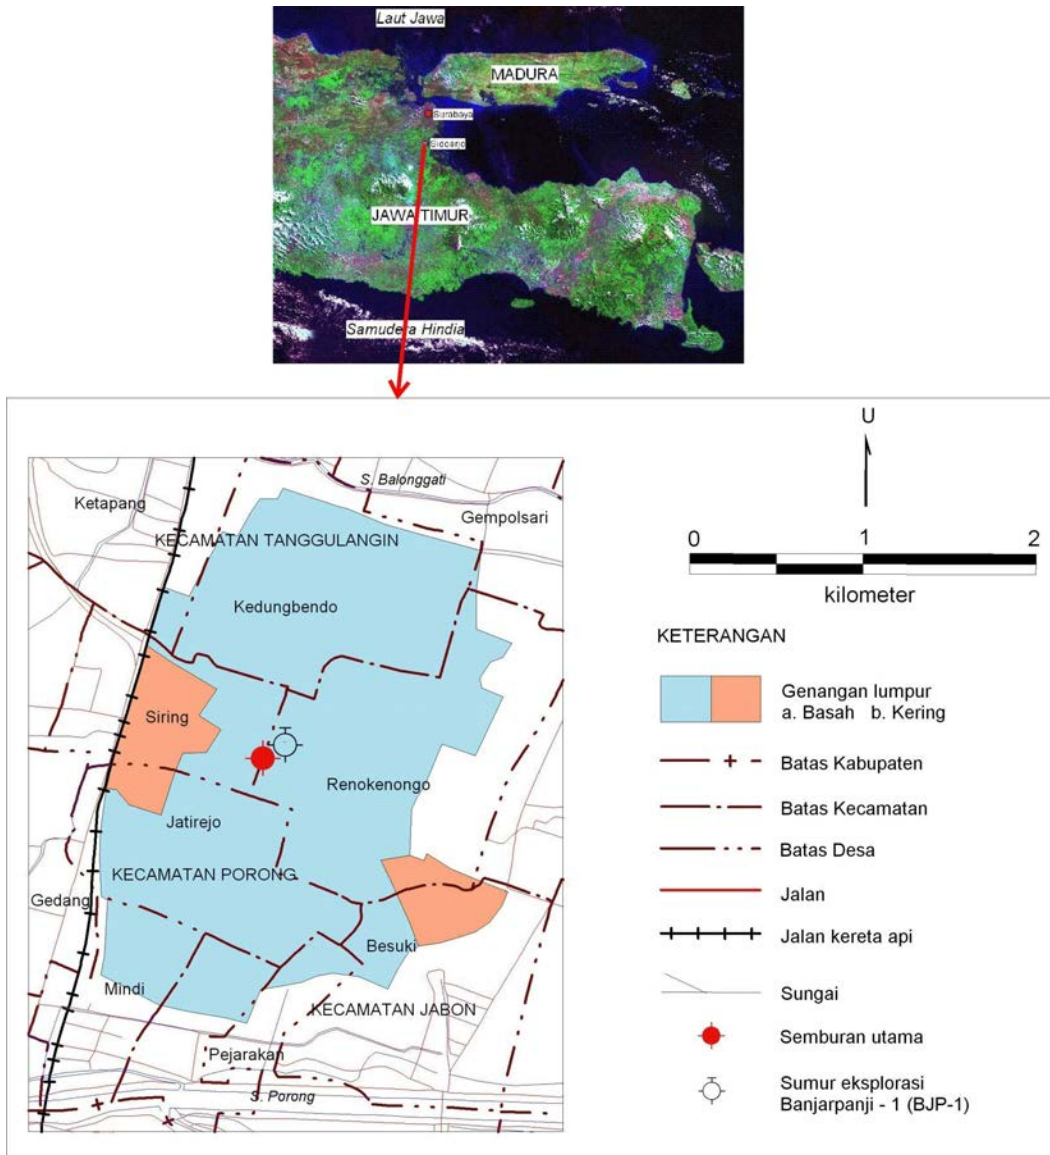 Laut Jawa
MADURA
Surabaya
Sidoarjo
JAWA TIMUR
Samudera Hindia
U
S. Balonggati
Ketapang
Gempolsari
KECAMATAN TANGGULANGIN
0 1 2
kilometer
Kedungbendo
KETERANGAN
Genangan lumpur
a. Basah b. Kering
Siring
Batas Kabupaten
Renokenongo
Batas Kecamatan
Jatirejo
Batas Desa
KECAMATAN PORONG
Jalan
Gedang
Jalan kereta api
Besuki
Mindi
Sungai
KECAMATAN JABON
Semburan utama
Pejarakan
Sumur eksplorasi
Banjarpanji - 1 (BJP-1)
S. Porong